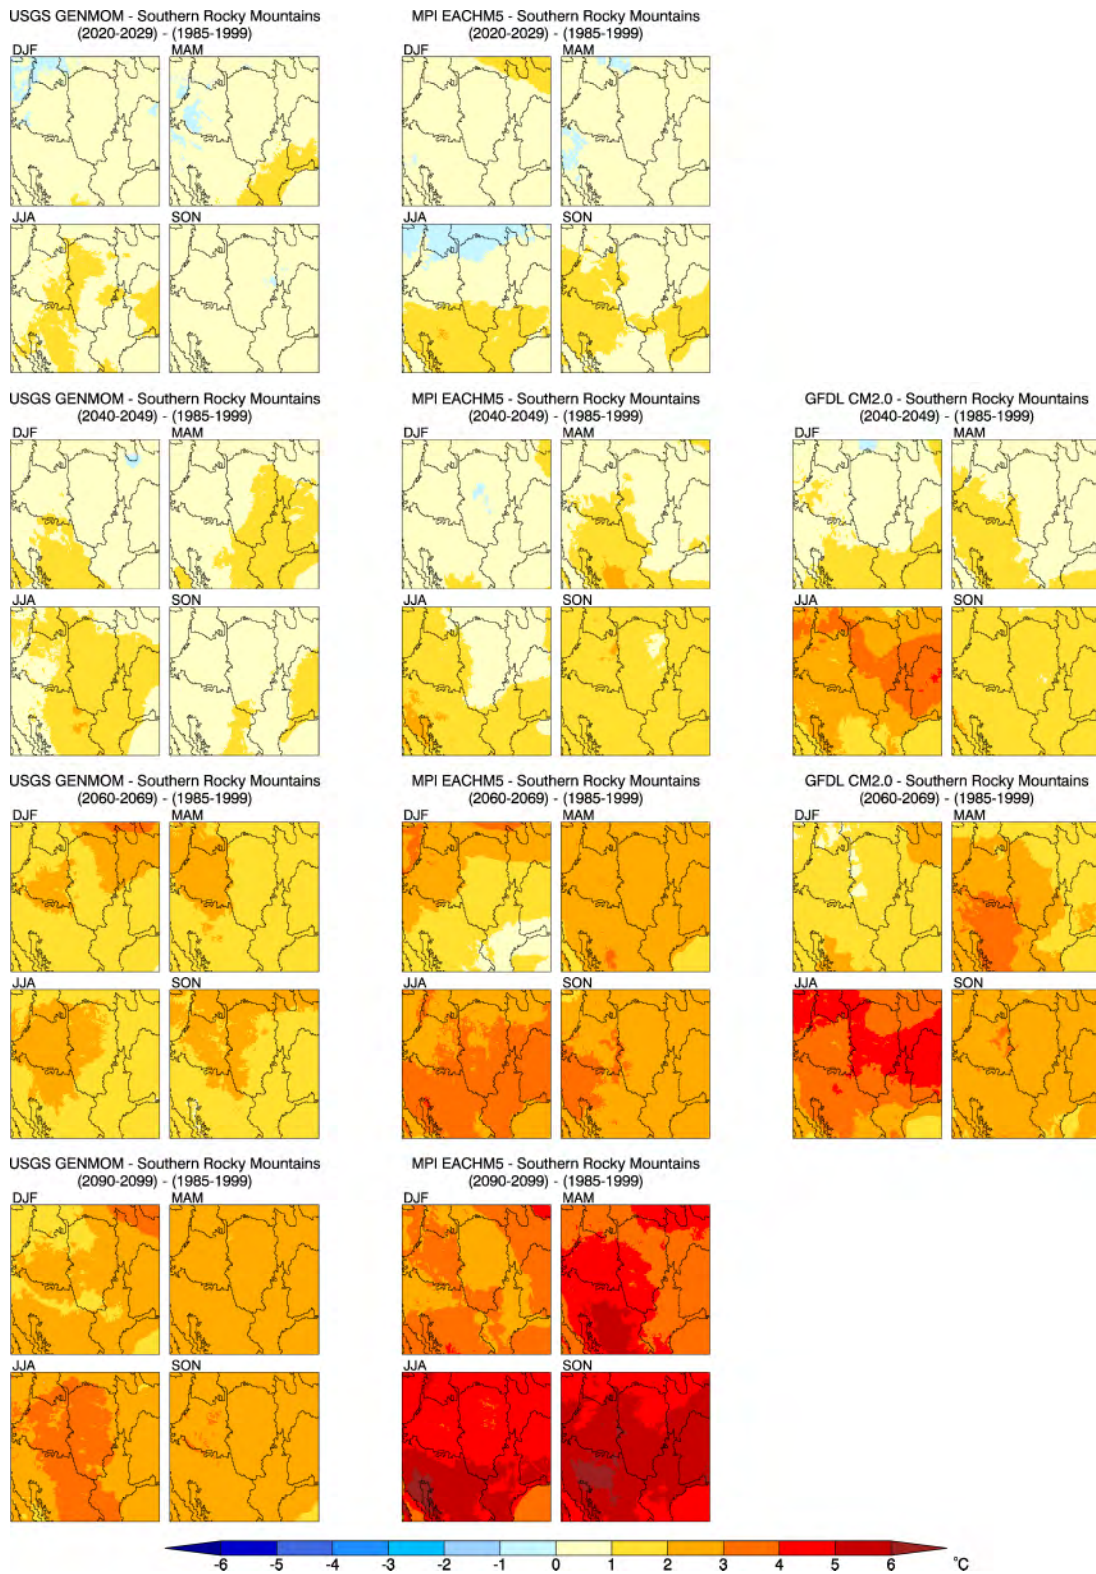 USGS GENMOM - Southern Rocky Mountains
(2020-2029) - (1985-1999)
DJF
MAM
JJA
SON
MPI EACHM5 - Southern Rocky Mountains
(2020-2029) - (1985-1999)
DJF
MAM
JJA
SON
USGS GENMOM - Southern Rocky Mountains
(2040-2049) - (1985-1999)
DJF
MAM
JJA
SON
MPI EACHM5 - Southern Rocky Mountains
(2040-2049) - (1985-1999)
DJF
MAM
JJA
SON
GFDL CM2.0 - Southern Rocky Mountains
(2040-2049) - (1985-1999)
DJF
MAM
JJA
SON
USGS GENMOM - Southern Rocky Mountains
(2060-2069) - (1985-1999)
DJF
MAM
JJA
SON
MPI EACHM5 - Southern Rocky Mountains
(2060-2069) - (1985-1999)
DJF
MAM
JJA
SON
GFDL CM2.0 - Southern Rocky Mountains
(2060-2069) - (1985-1999)
DJF
MAM
JJA
SON
USGS GENMOM - Southern Rocky Mountains
(2090-2099) - (1985-1999)
DJF
MAM
JJA
SON
MPI EACHM5 - Southern Rocky Mountains
(2090-2099) - (1985-1999)
DJF
MAM
JJA
SON
-6 -5 -4 -3 -2 -1 0 1 2 3 4 5 6 °C